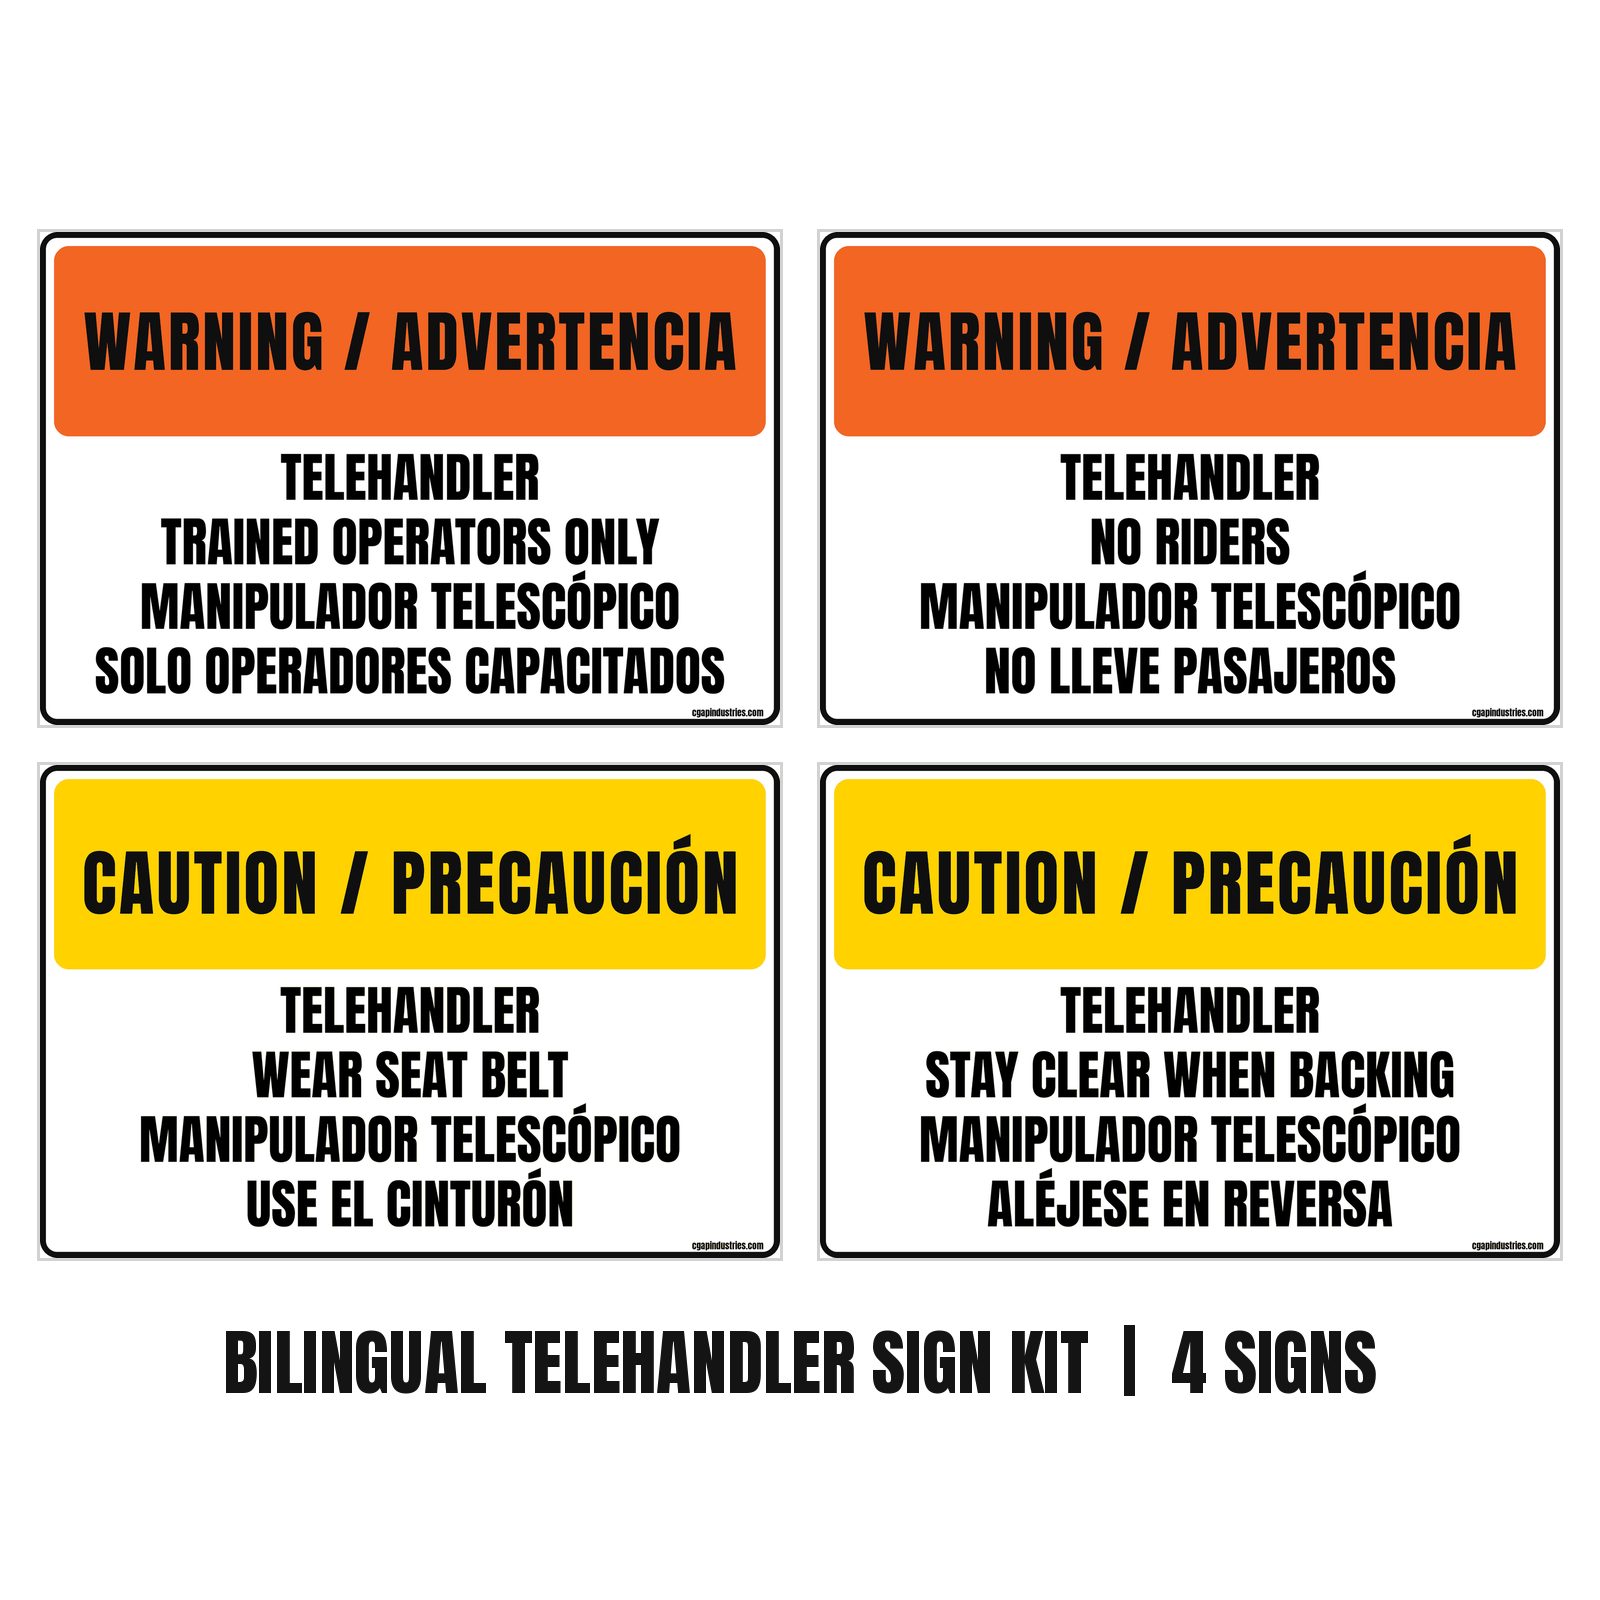 WARNING / ADVERTENCIA
TELEHANDLER
TRAINED OPERATORS ONLY
MANIPULADOR TELESCÓPICO
SOLO OPERADORES CAPACITADOS
cgapindustries.com
WARNING / ADVERTENCIA
TELEHANDLER
NO RIDERS
MANIPULADOR TELESCÓPICO
NO LLEVE PASAJEROS
cgapindustries.com
CAUTION / PRECAUCIÓN
TELEHANDLER
WEAR SEAT BELT
MANIPULADOR TELESCÓPICO
USE EL CINTURÓN
cgapindustries.com
CAUTION / PRECAUCIÓN
TELEHANDLER
STAY CLEAR WHEN BACKING
MANIPULADOR TELESCÓPICO
ALÉJESE EN REVERSA
cgapindustries.com
BILINGUAL TELEHANDLER SIGN KIT | 4 SIGNS